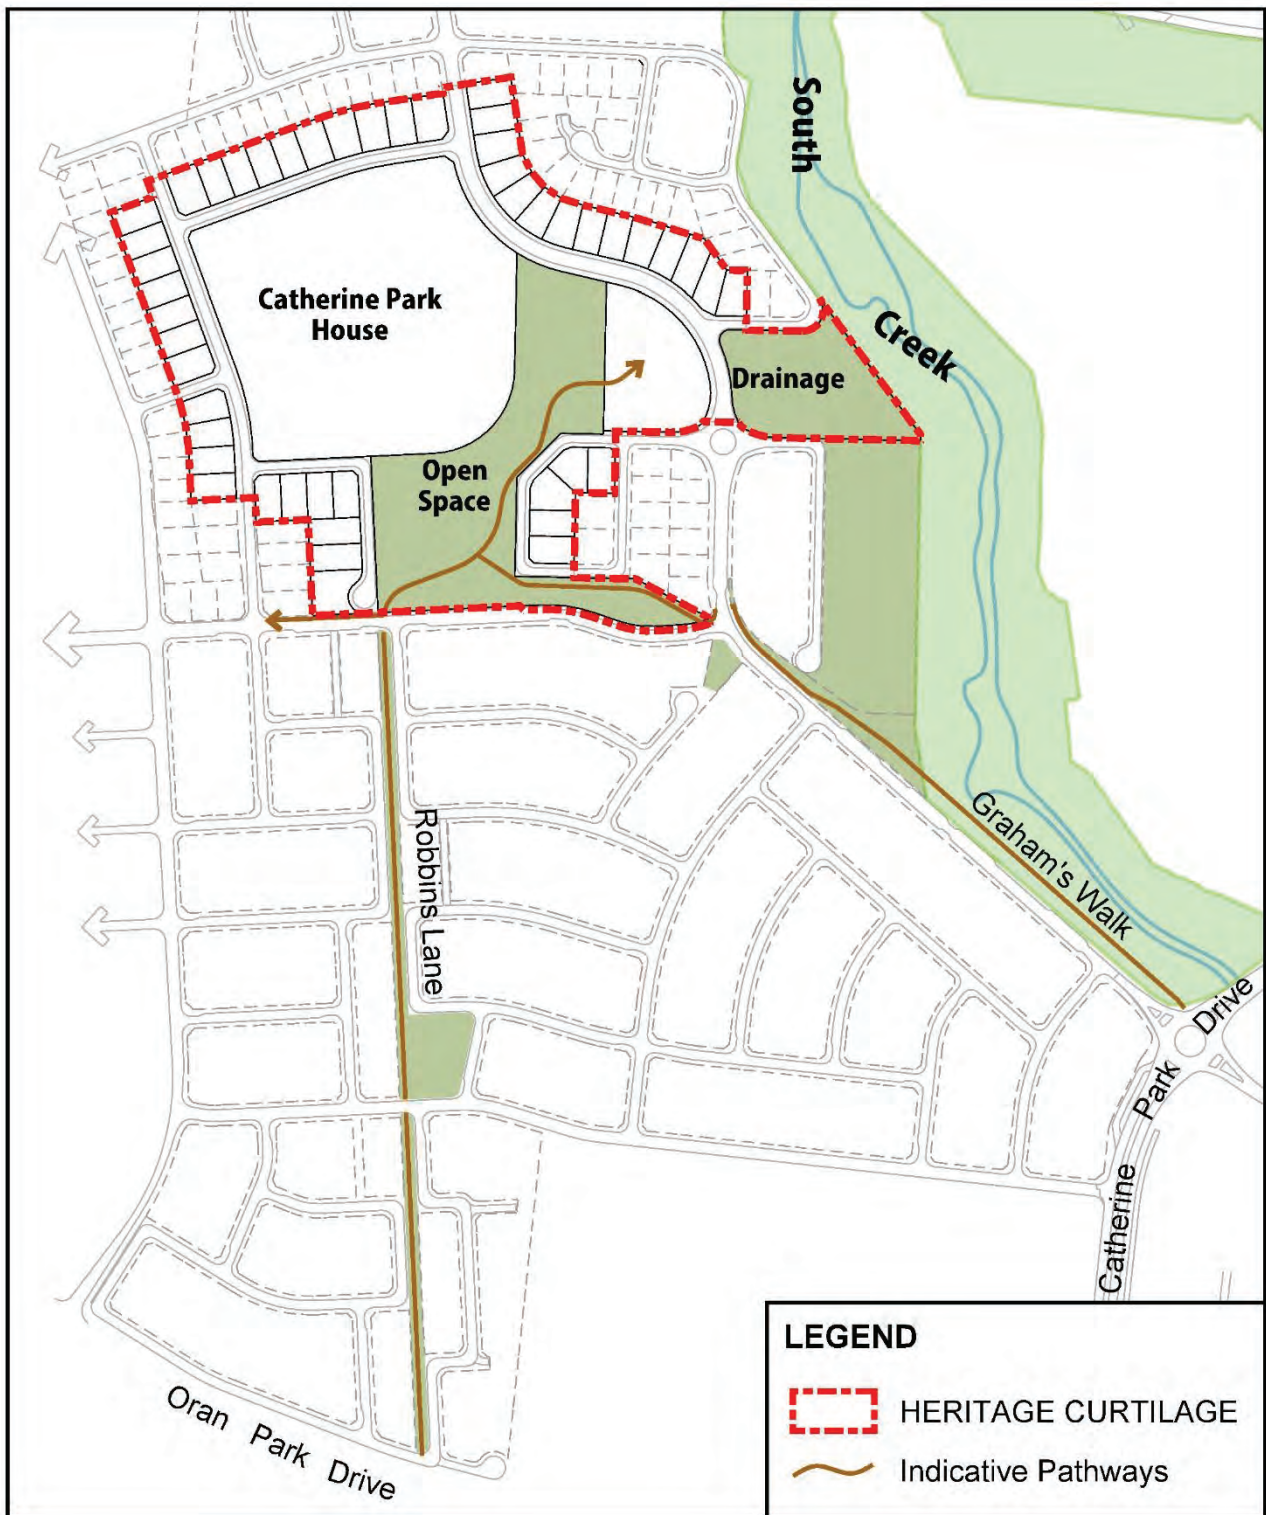 South
Creek
Catherine Park
House
Drainage
Open
Space
Robbins Lane
Graham's Walk
Catherine Park Drive
Oran Park Drive
LEGEND
HERITAGE CURTILAGE
Indicative Pathways